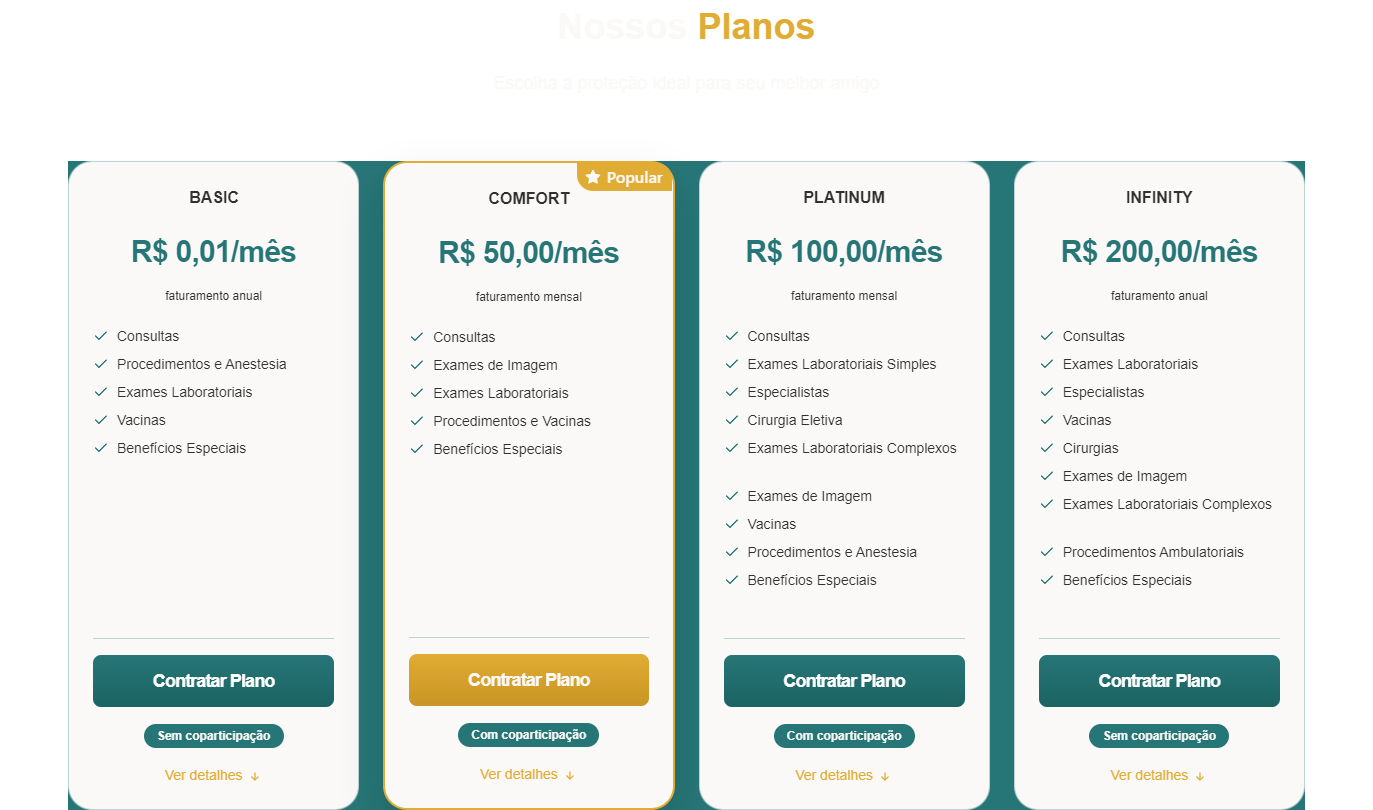 Nossos Planos
Escolha a proteção ideal para seu melhor amigo
BASIC
R$ 0,01/mês
faturamento anual
Consultas
Procedimentos e Anestesia
Exames Laboratoriais
Vacinas
Benefícios Especiais
Contratar Plano
Sem coparticipação
Ver detalhes ↓
Popular
COMFORT
R$ 50,00/mês
faturamento mensal
Consultas
Exames de Imagem
Exames Laboratoriais
Procedimentos e Vacinas
Benefícios Especiais
Contratar Plano
Com coparticipação
Ver detalhes ↓
PLATINUM
R$ 100,00/mês
faturamento mensal
Consultas
Exames Laboratoriais Simples
Especialistas
Cirurgia Eletiva
Exames Laboratoriais Complexos
Exames de Imagem
Vacinas
Procedimentos e Anestesia
Benefícios Especiais
Contratar Plano
Com coparticipação
Ver detalhes ↓
INFINITY
R$ 200,00/mês
faturamento anual
Consultas
Exames Laboratoriais
Especialistas
Vacinas
Cirurgias
Exames de Imagem
Exames Laboratoriais Complexos
Procedimentos Ambulatoriais
Benefícios Especiais
Contratar Plano
Sem coparticipação
Ver detalhes ↓